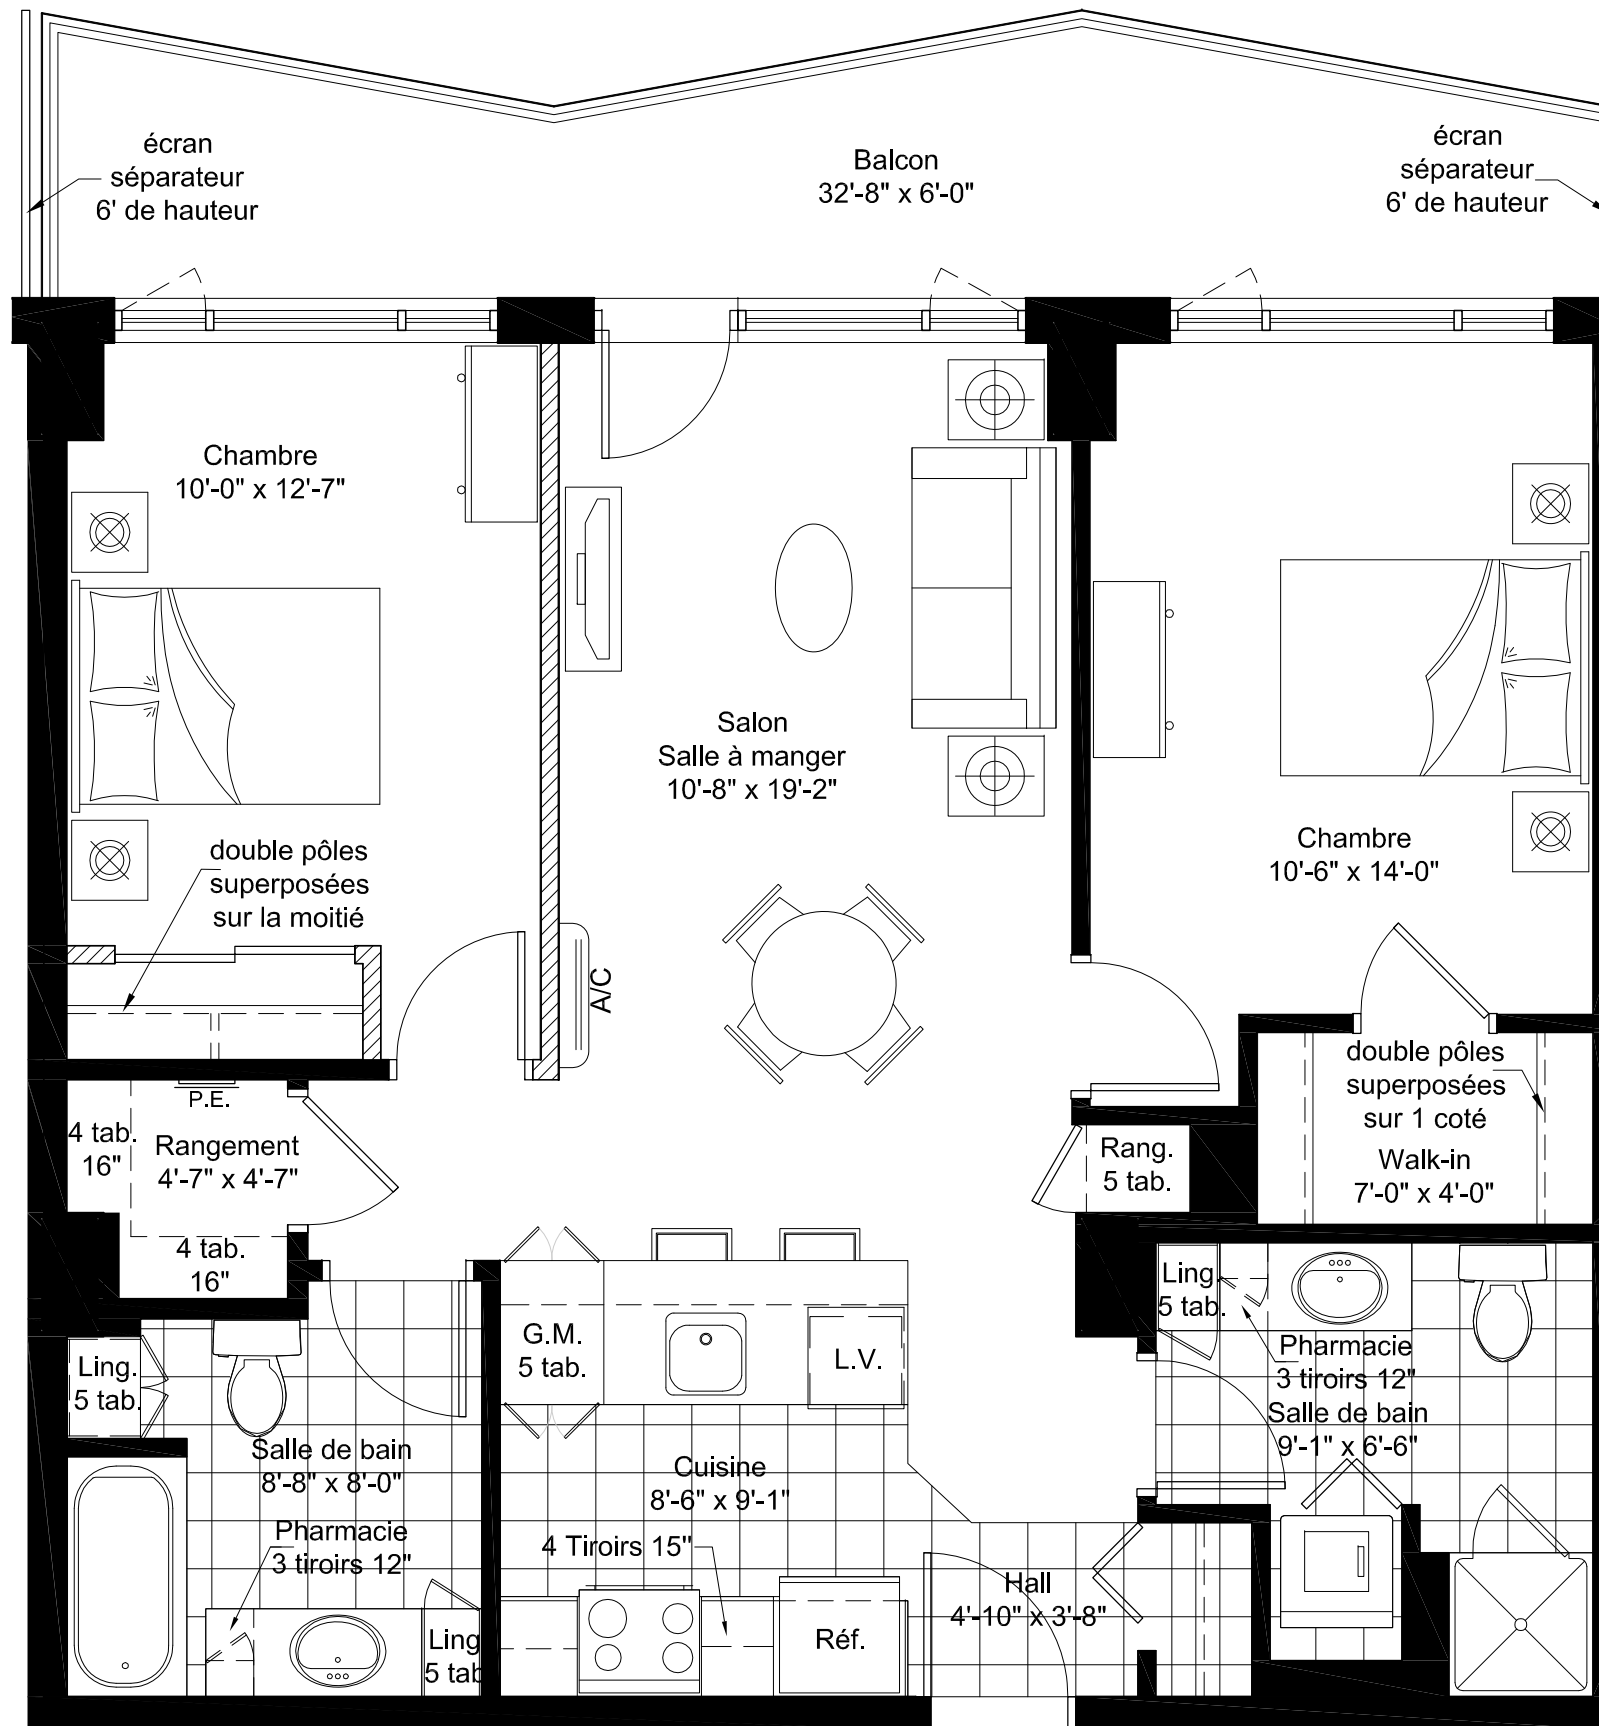 écran
séparateur
6' de hauteur
Balcon
32'-8" x 6'-0"
écran
séparateur
6' de hauteur
Chambre
10'-0" x 12'-7"
Salon
Salle à manger
10'-8" x 19'-2"
Chambre
10'-6" x 14'-0"
double pôles
superposées
sur la moitié
A/C
double pôles
superposées
sur 1 coté
Walk-in
7'-0" x 4'-0"
P.E.
4 tab.
16"
Rangement
4'-7" x 4'-7"
4 tab.
16"
Rang.
5 tab.
Ling.
5 tab.
Pharmacie
3 tiroirs 12"
Salle de bain
9'-1" x 6'-6"
G.M.
5 tab.
L.V.
Ling.
5 tab.
Salle de bain
8'-8" x 8'-0"
Pharmacie
3 tiroirs 12"
Ling
5 tab
Cuisine
8'-6" x 9'-1"
4 Tiroirs 15"
Réf.
Hall
4'-10" x 3'-8"